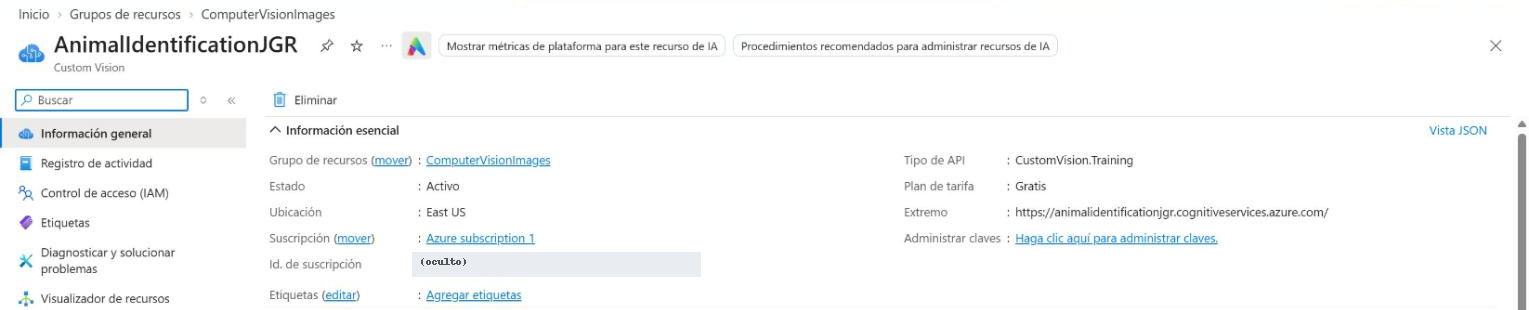 Inicio > Grupos de recursos > ComputerVisionImages
AnimalIdentificationJGR
Custom Vision
Mostrar métricas de plataforma para este recurso de IA
Procedimientos recomendados para administrar recursos de IA
Buscar
Información general
Registro de actividad
Control de acceso (IAM)
Etiquetas
Diagnosticar y solucionar
problemas
Visualizador de recursos
Eliminar
Información esencial
Vista JSON
Grupo de recursos (mover) : ComputerVisionImages
Estado : Activo
Ubicación : East US
Suscripción (mover) : Azure subscription 1
Id. de suscripción (oculto)
Etiquetas (editar) : Agregar etiquetas
Tipo de API : CustomVision.Training
Plan de tarifa : Gratis
Extremo : https://animalidentificationjgr.cognitiveservices.azure.com/
Administrar claves : Haga clic aquí para administrar claves.